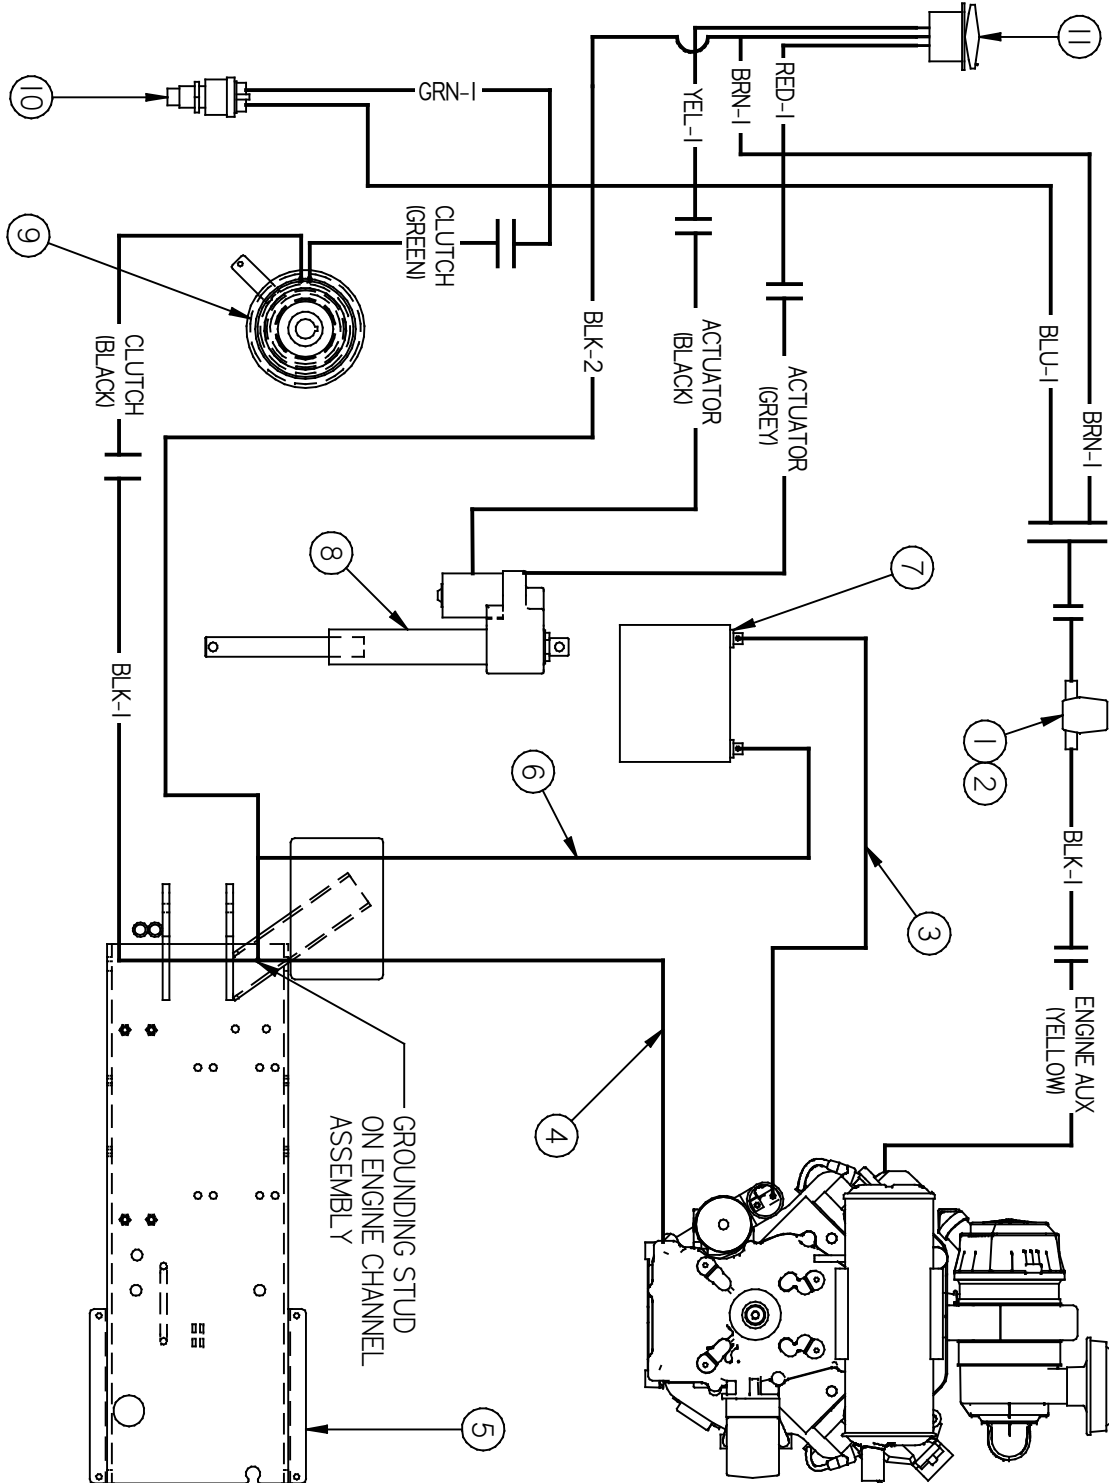 11
BRN-1
BLU-1
BLK-1
ENGINE AUX
(YELLOW)
1
2
3
7
RED-1
ACTUATOR
(GREY)
BRN-1
YEL-1
ACTUATOR
(BLACK)
BLK-2
6
4
GRN-1
CLUTCH
(GREEN)
5
GROUNDING STUD
ON ENGINE CHANNEL
ASSEMBLY
8
CLUTCH
(BLACK)
BLK-1
10
9